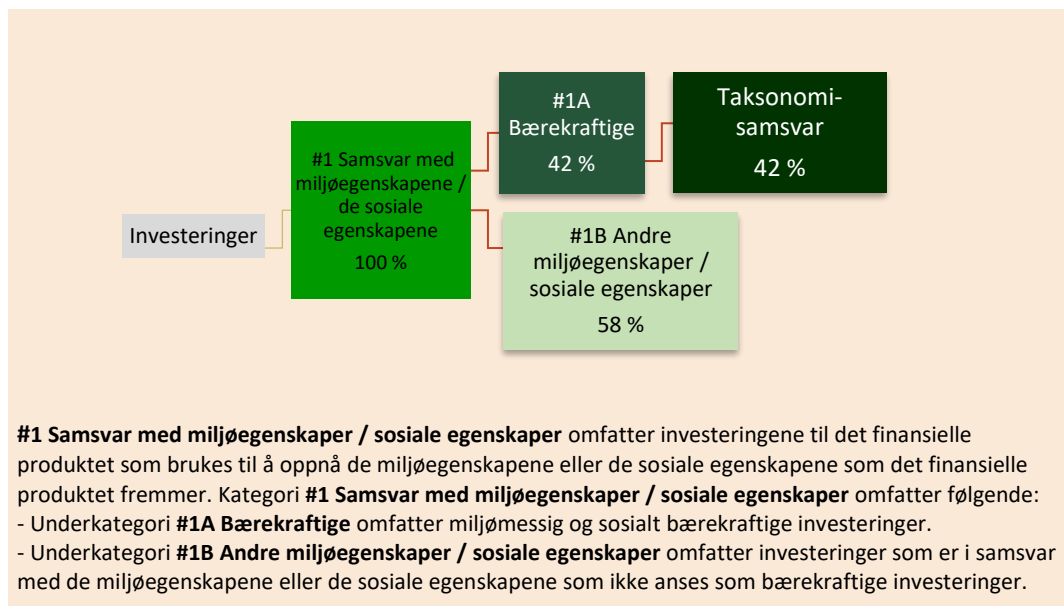 #1A
Bærekraftige
42 %
Taksonomi-
samsvar
42 %
#1 Samsvar med
miljøegenskapene /
de sosiale
egenskapene
100 %
Investeringer
#1B Andre
miljøegenskaper /
sosiale egenskaper
58 %
#1 Samsvar med miljøegenskaper / sosiale egenskaper omfatter investeringene til det finansielle
produktet som brukes til å oppnå de miljøegenskapene eller de sosiale egenskapene som det finansielle
produktet fremmer. Kategori #1 Samsvar med miljøegenskaper / sosiale egenskaper omfatter følgende:
- Underkategori #1A Bærekraftige omfatter miljømessig og sosialt bærekraftige investeringer.
- Underkategori #1B Andre miljøegenskaper / sosiale egenskaper omfatter investeringer som er i samsvar
med de miljøegenskapene eller de sosiale egenskapene som ikke anses som bærekraftige investeringer.